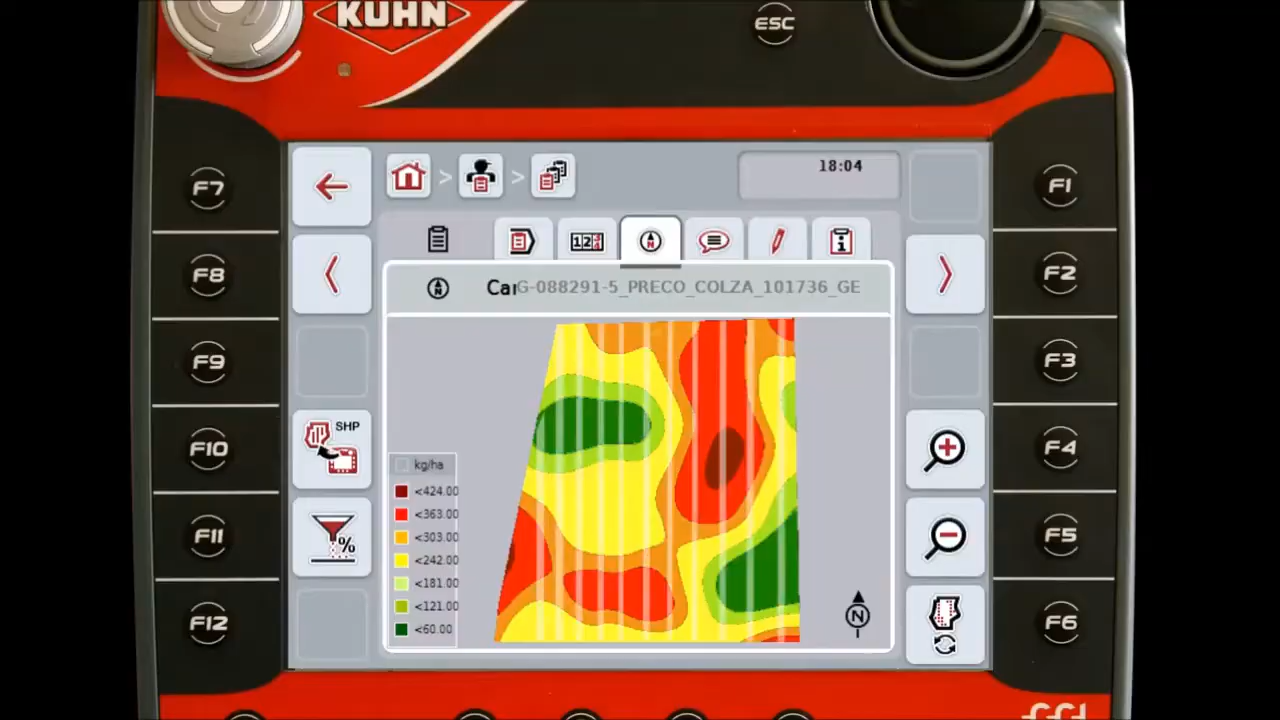 KUHN
ESC
F7
F1
18:04
F8
F2
G-088291-5_PRECO_COLZA_101736_GE
F9
F3
F10
SHP
F4
kg/ha
<424.00
<363.00
<303.00
<242.00
<181.00
<121.00
<60.00
F11
%
F5
F12
N
F6